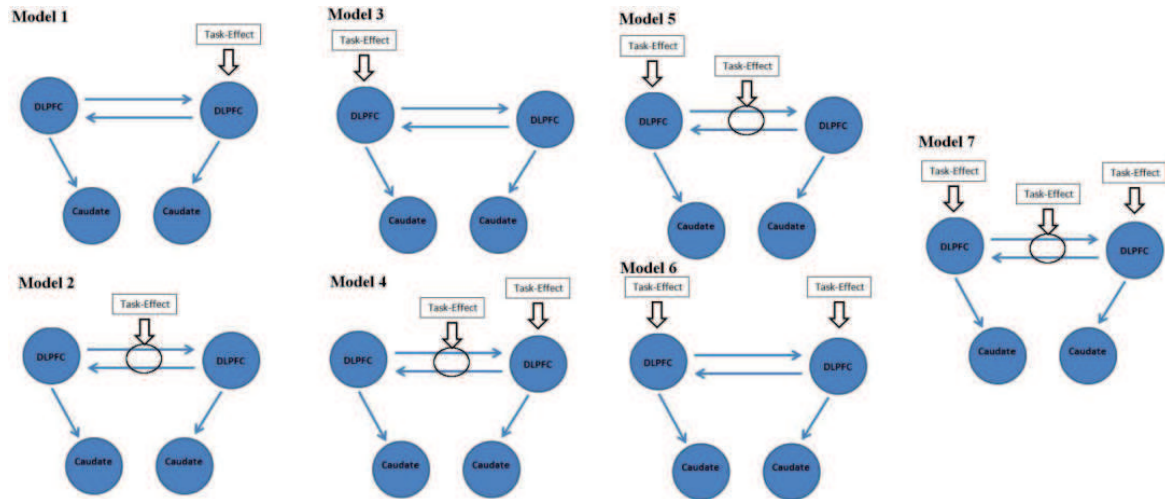 Model 1
Task-Effect
DLPFC
DLPFC
Caudate
Caudate
Model 2
Task-Effect
DLPFC
DLPFC
Caudate
Caudate
Model 3
Task-Effect
DLPFC
DLPFC
Caudate
Caudate
Model 4
Task-Effect
Task-Effect
DLPFC
DLPFC
Caudate
Caudate
Model 5
Task-Effect
Task-Effect
DLPFC
DLPFC
Caudate
Caudate
Model 6
Task-Effect
Task-Effect
DLPFC
DLPFC
Caudate
Caudate
Model 7
Task-Effect
Task-Effect
Task-Effect
DLPFC
DLPFC
Caudate
Caudate